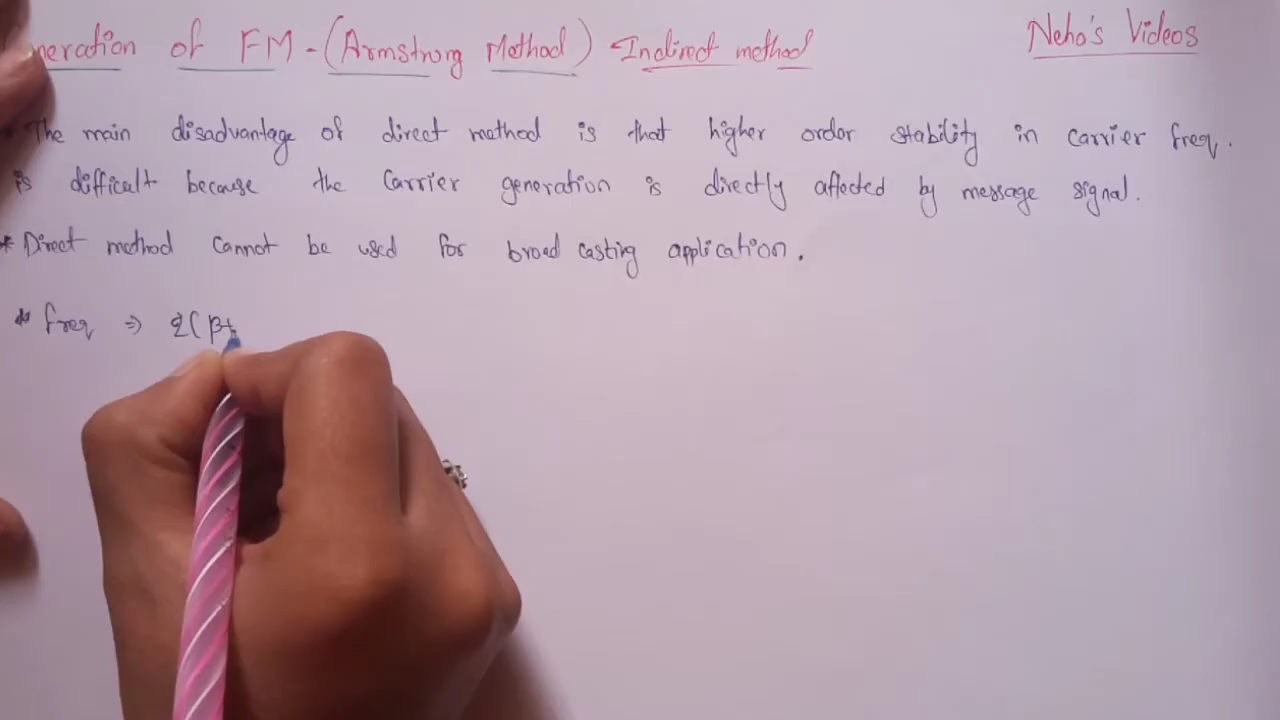 neration of FM - (Armstrong Method) Indirect method
Neha's Videos
* The main disadvantage of direct method is that higher order stability in carrier freq.
is difficalt because the Carrier generation is directly affected by message signal.
* Direct method cannot be used for broad casting application.
* freq ⇒ 2(β+